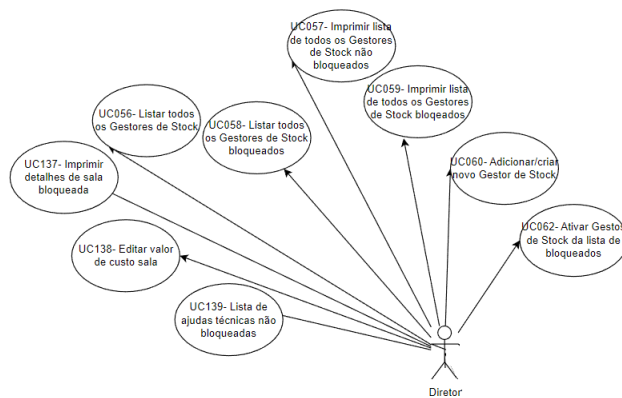 UC057- Imprimir lista
de todos os Gestores
de Stock não
bloqueados
UC059- Imprimir lista
de todos os Gestores
de Stock bloqeados
UC056- Listar todos
os Gestores de Stock
UC058- Listar todos
os Gestores de Stock
bloqueados
UC137- Imprimir
detalhes de sala
bloqueada
UC060- Adicionar/criar
novo Gestor de Stock
UC062- Ativar Gestor
de Stock da lista de
bloqueados
UC138- Editar valor
de custo sala
UC139- Lista de
ajudas técnicas não
bloqueadas
Diretor